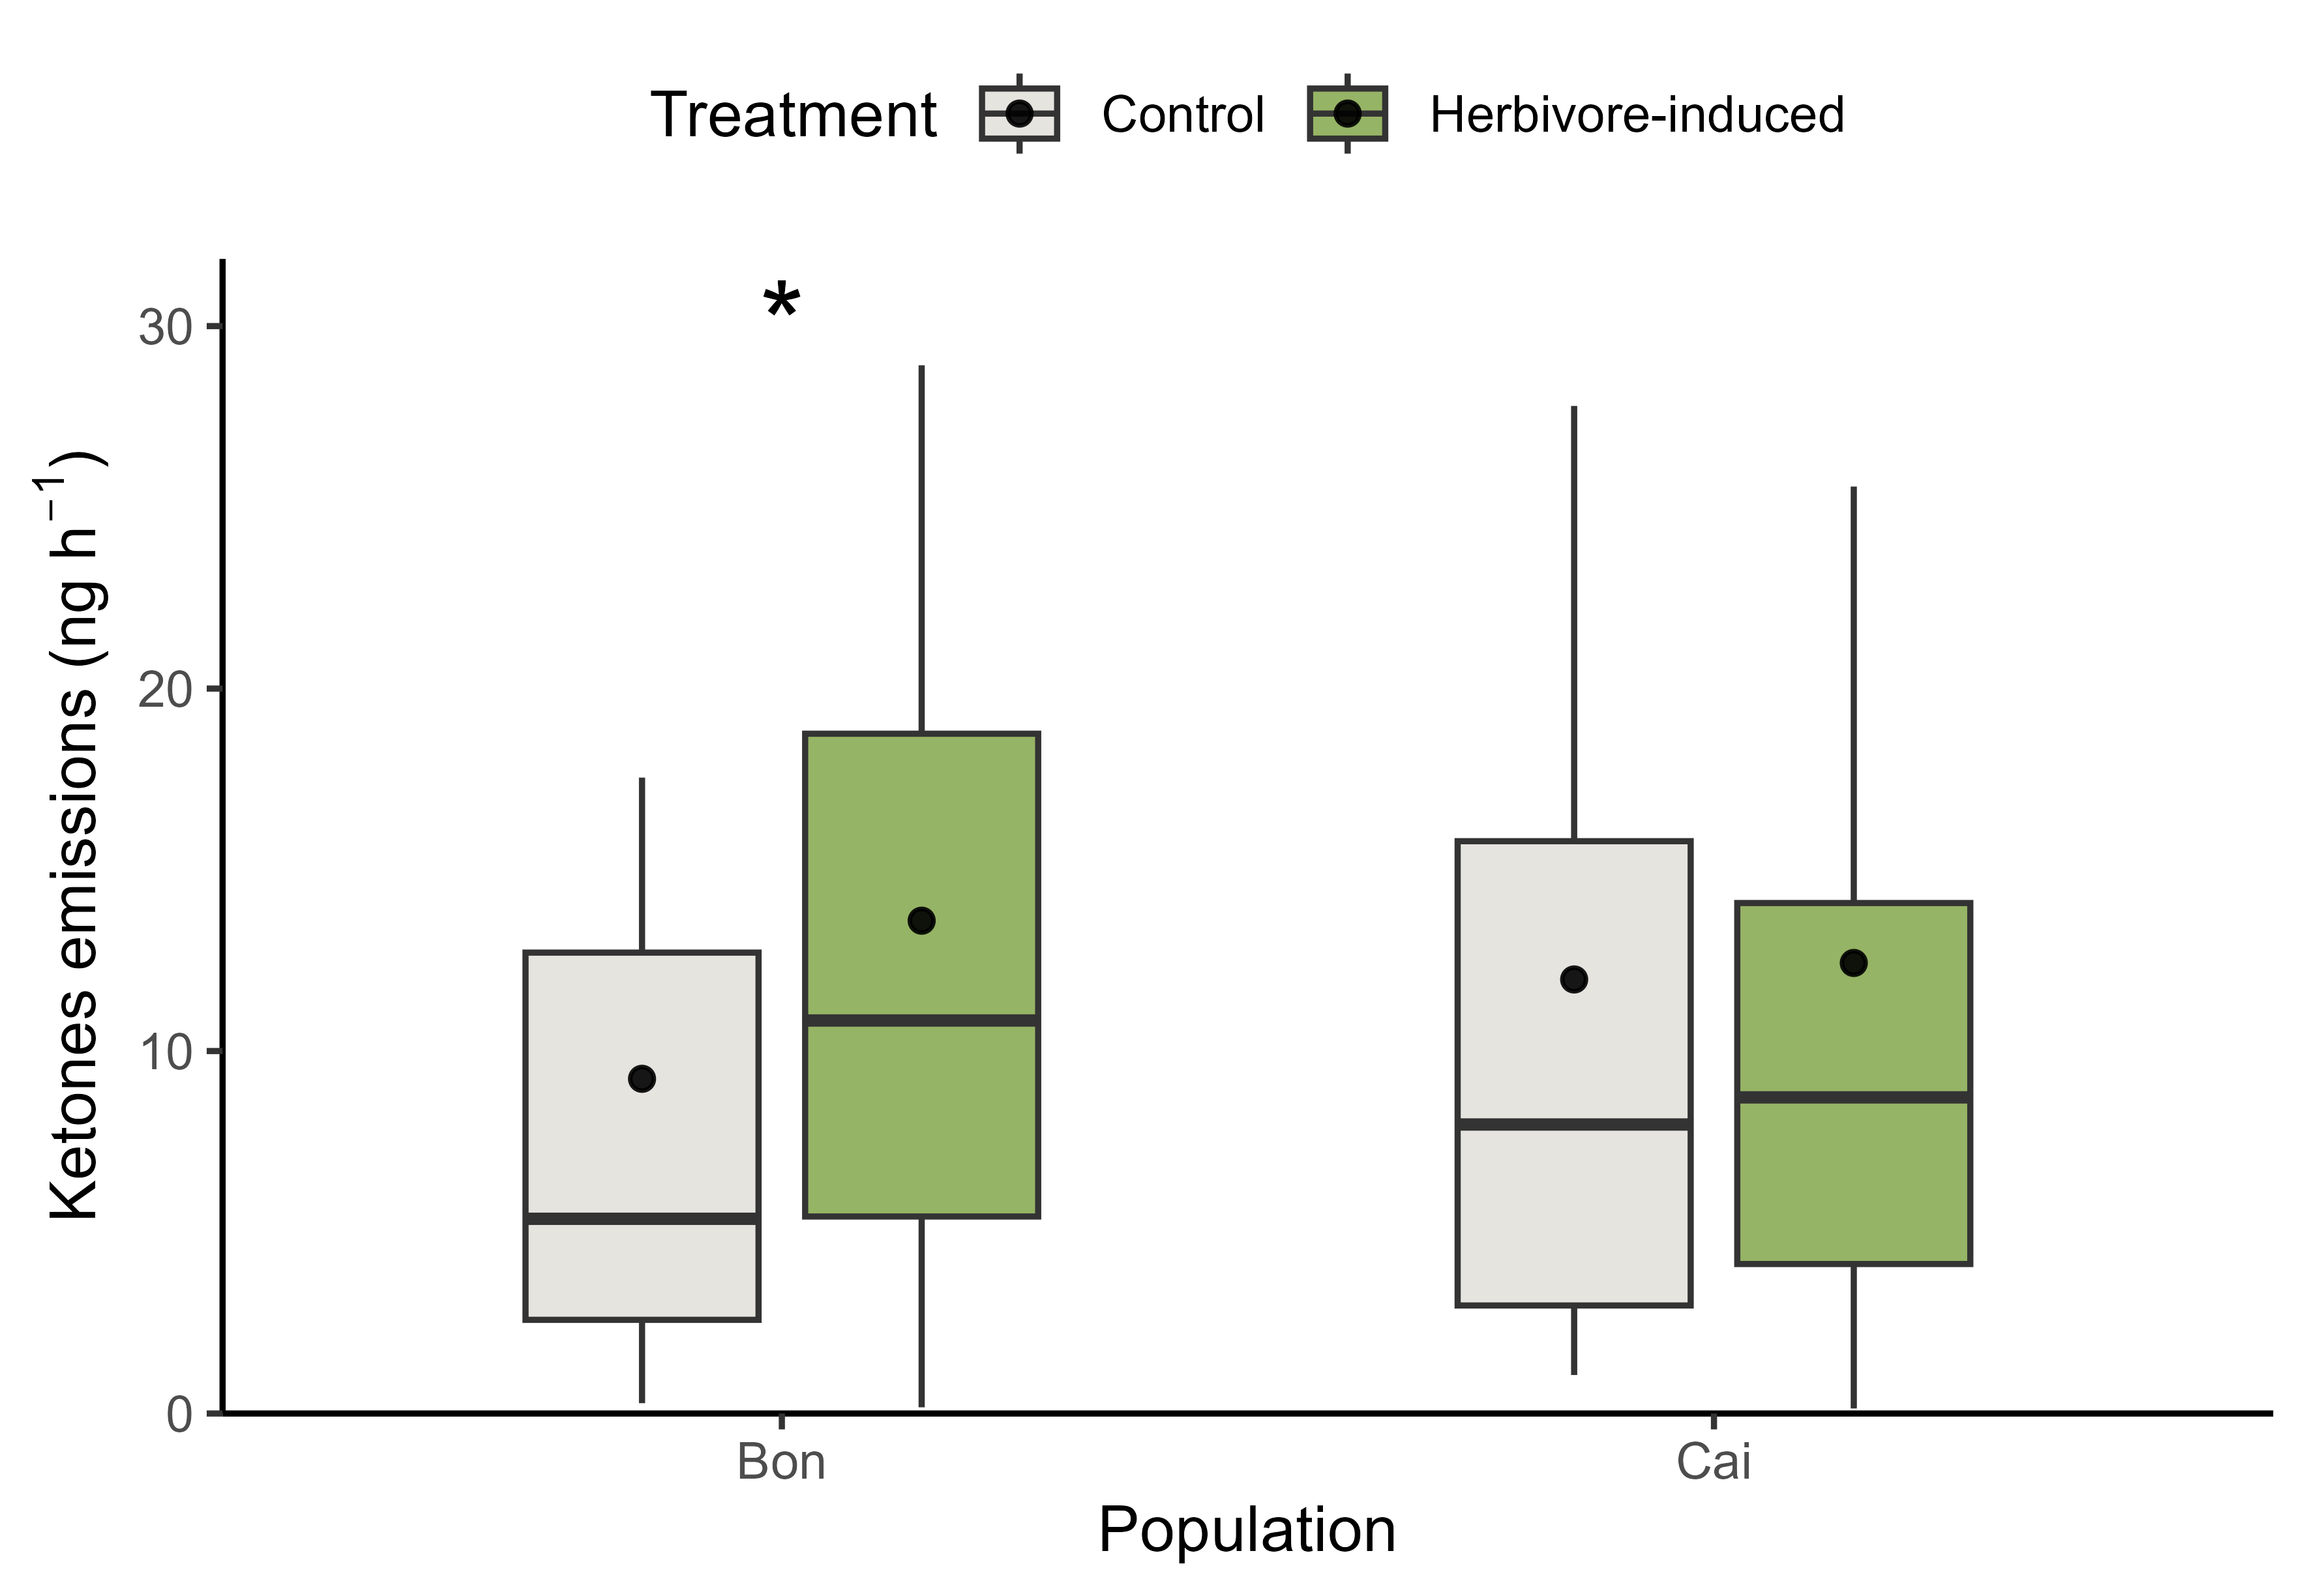 Treatment Control Herbivore-induced
*
30
20
10
0
Ketones emissions (ng h⁻¹)
Bon Cai
Population